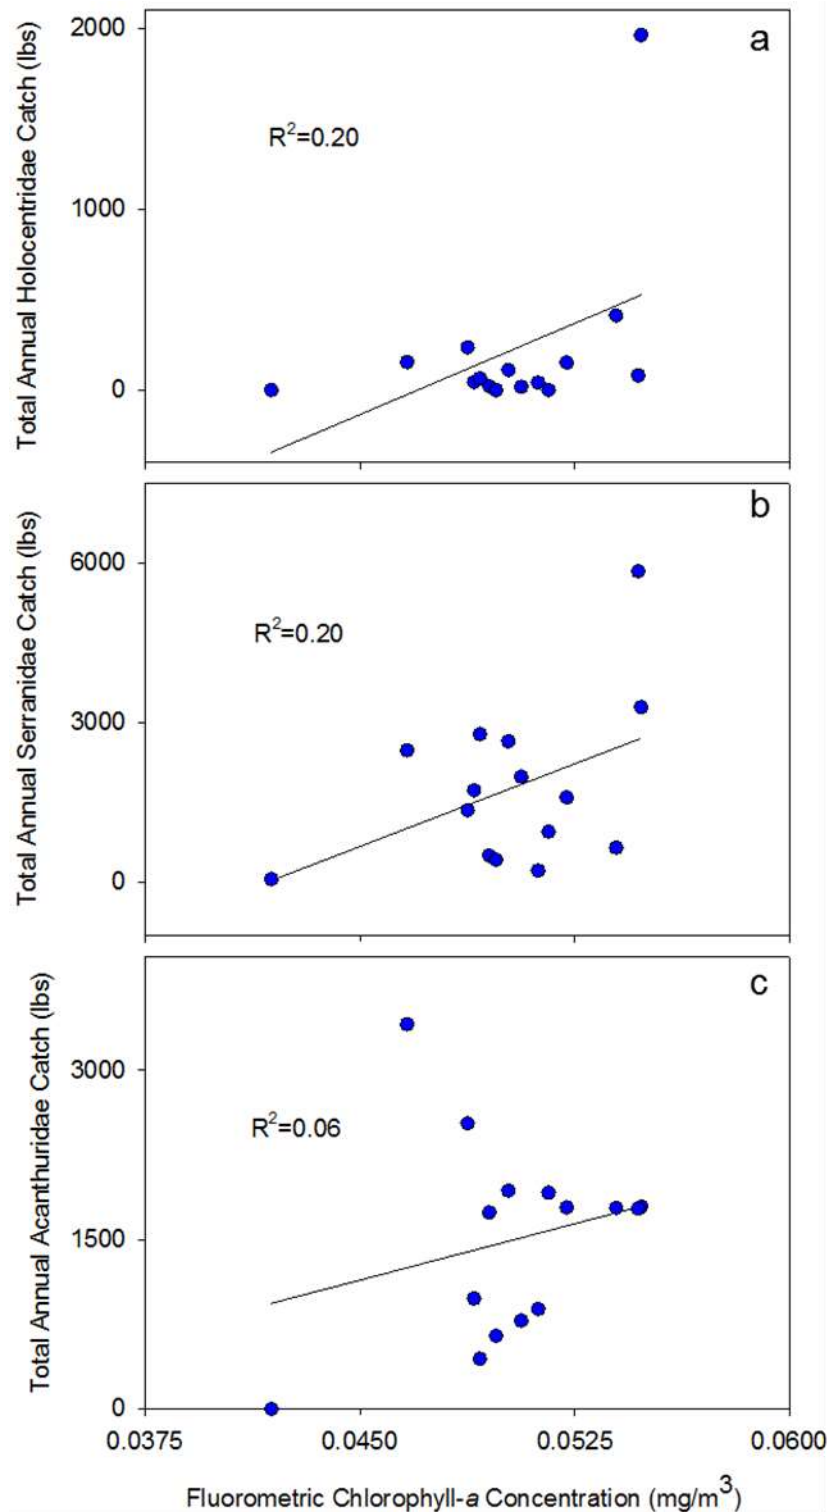 a
2000
1000
0
Total Annual Holocentridae Catch (lbs)
R²=0.20
b
6000
3000
0
Total Annual Serranidae Catch (lbs)
R²=0.20
c
3000
1500
0
Total Annual Acanthuridae Catch (lbs)
R²=0.06
0.0375 0.0450 0.0525 0.0600
Fluorometric Chlorophyll-a Concentration (mg/m³)